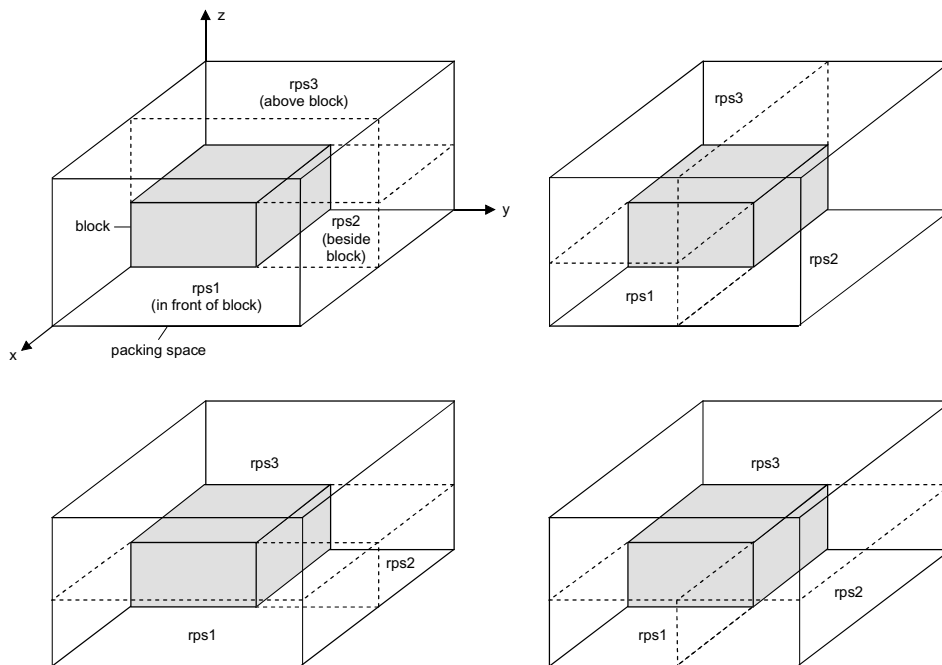 z
rps3
(above block)
block
rps2
(beside
block)
y
rps1
(in front of block)
x
packing space
rps3
rps2
rps1
rps3
rps2
rps1
rps3
rps2
rps1